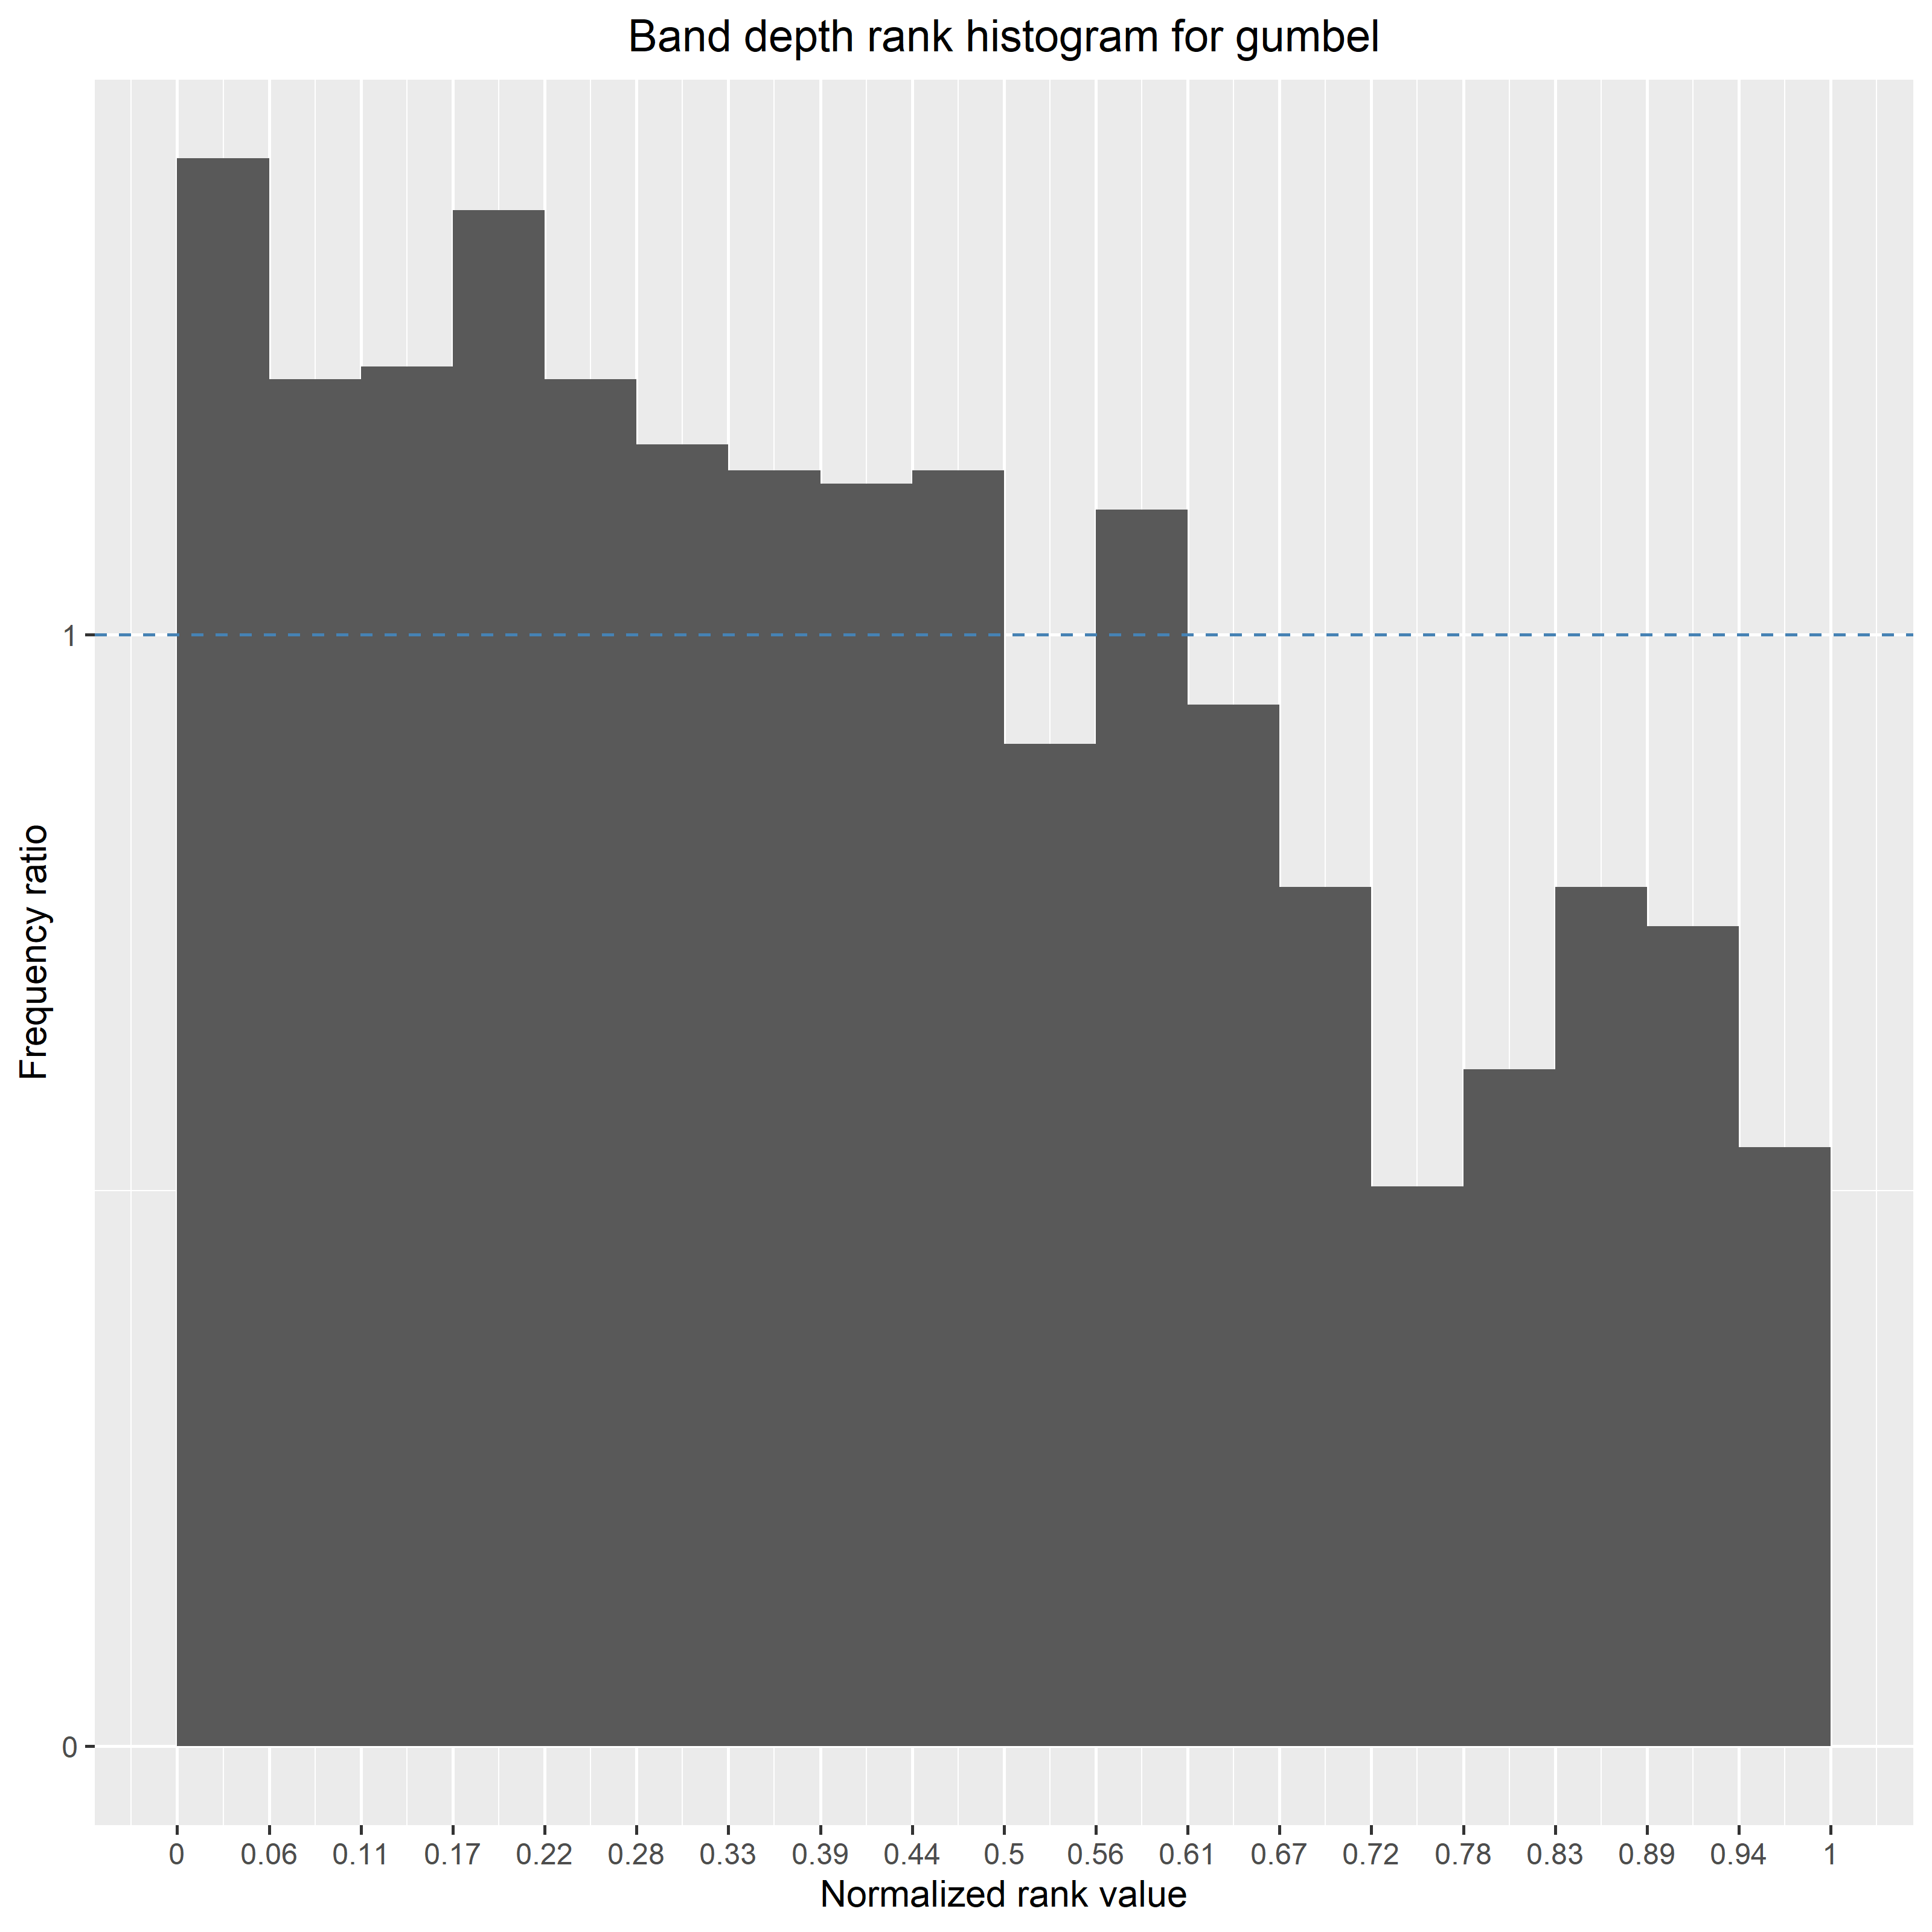 Band depth rank histogram for gumbel
Frequency ratio
1
0
0 0.06 0.11 0.17 0.22 0.28 0.33 0.39 0.44 0.5 0.56 0.61 0.67 0.72 0.78 0.83 0.89 0.94 1
Normalized rank value